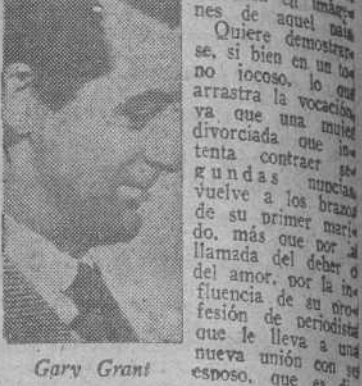 nes de aquel país
Quiere demostrar-
se, si bien en un to-
no jocoso, lo que
arrastra la vocación,
ya que una mujer
divorciada que in-
tenta contraer se-
gundas nupcias
vuelve a los brazos
de su primer mari-
do, más que por la
llamada del deber o
del amor, por la in-
fluencia de su pro-
fesión de periodista
que le lleva a una
nueva unión con su
esposo, que
Gary Grant